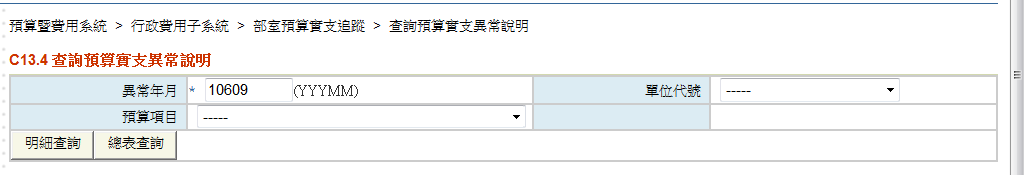 預算暨費用系統 > 行政費用子系統 > 部室預算實支追蹤 > 查詢預算實支異常說明
C13.4 查詢預算實支異常說明
異常年月 * 10609 (YYYMM) 單位代號 -----
預算項目 -----
明細查詢 總表查詢